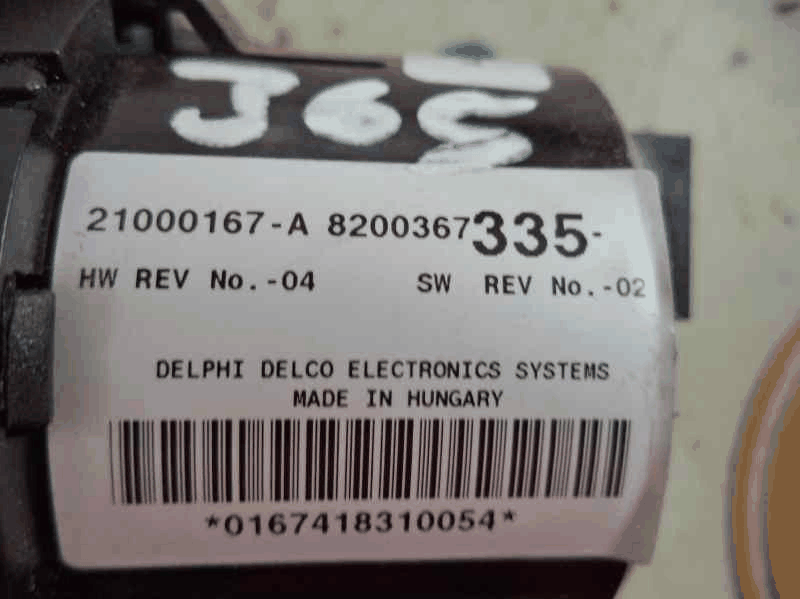 J65
21000167-A 8200367335-
HW REV No.-04 SW REV No.-02
DELPHI DELCO ELECTRONICS SYSTEMS
MADE IN HUNGARY
*0167418310054*